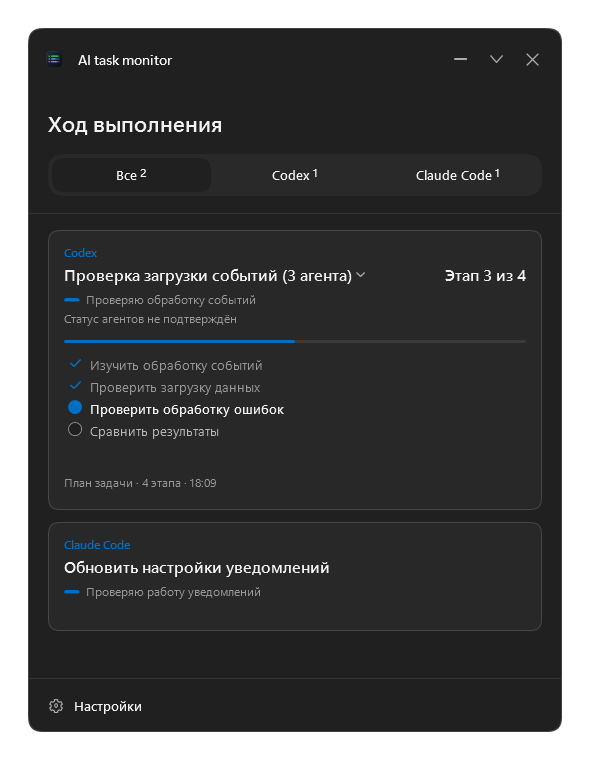 AI task monitor
Ход выполнения
Все 2
Codex 1
Claude Code 1
Codex
Проверка загрузки событий (3 агента)
Этап 3 из 4
Проверяю обработку событий
Статус агентов не подтверждён
Изучить обработку событий
Проверить загрузку данных
Проверить обработку ошибок
Сравнить результаты
План задачи · 4 этапа · 18:09
Claude Code
Обновить настройки уведомлений
Проверяю работу уведомлений
Настройки